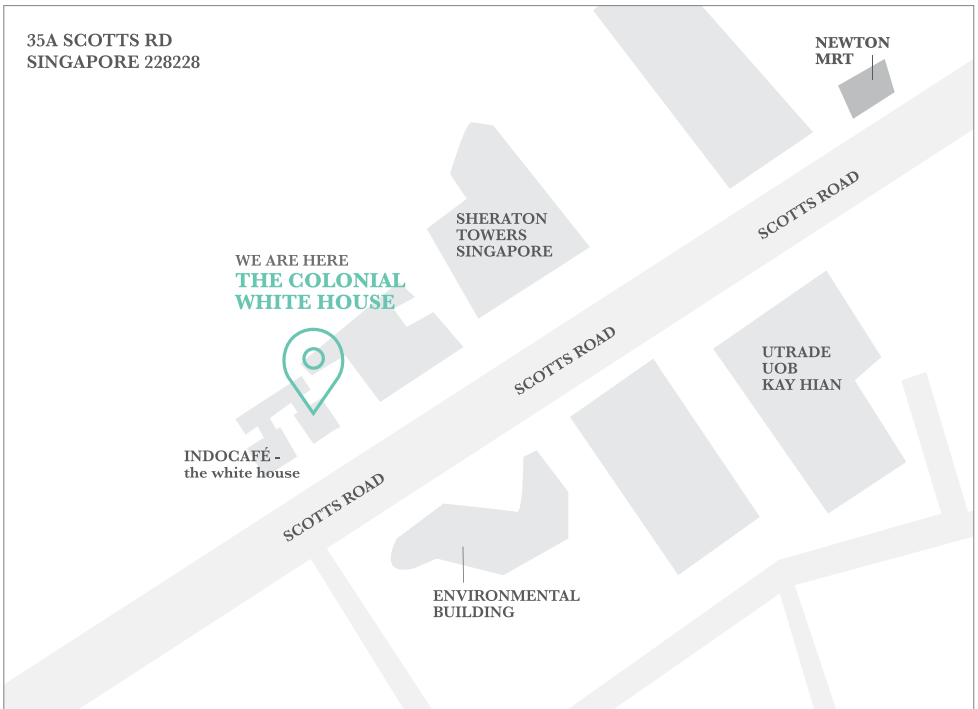 35A SCOTTS RD
SINGAPORE 228228
NEWTON
MRT
SCOTTS ROAD
SHERATON
TOWERS
SINGAPORE
WE ARE HERE
THE COLONIAL
WHITE HOUSE
SCOTTS ROAD
UTRADE
UOB
KAY HIAN
INDOCAFÉ -
the white house
SCOTTS ROAD
ENVIRONMENTAL
BUILDING